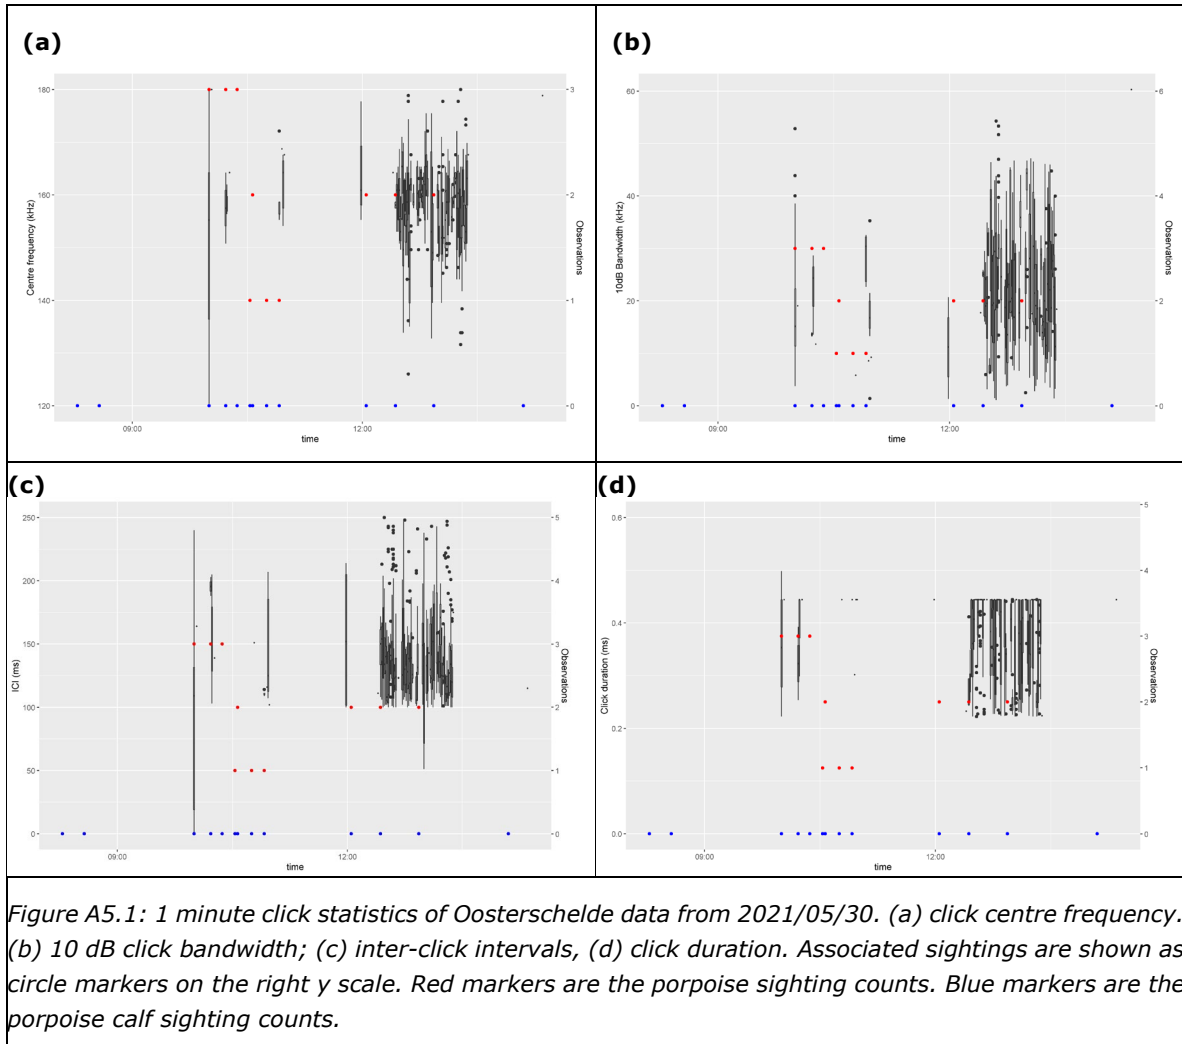 (a)
180
160
140
120
Centre frequency (kHz)
3
2
1
0
Observations
09:00
12:00
time
(b)
60
40
20
0
10dB Bandwidth (kHz)
6
4
2
0
Observations
09:00
12:00
time
(c)
250
200
150
100
50
0
ICI (ms)
5
4
3
2
1
0
Observations
09:00
12:00
time
(d)
0.6
0.4
0.2
0.0
Click duration (ms)
5
4
3
2
1
0
Observations
09:00
12:00
time
Figure A5.1: 1 minute click statistics of Oosterschelde data from 2021/05/30. (a) click centre frequency.
(b) 10 dB click bandwidth; (c) inter-click intervals, (d) click duration. Associated sightings are shown as
circle markers on the right y scale. Red markers are the porpoise sighting counts. Blue markers are the
porpoise calf sighting counts.